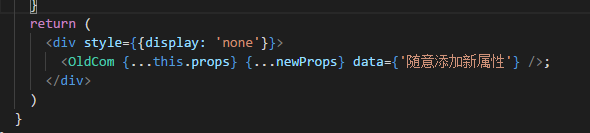 }
return (
<div style={{display: 'none'}}>
<OldCom {...this.props} {...newProps} data={'随意添加新属性'} />;
</div>
)
}